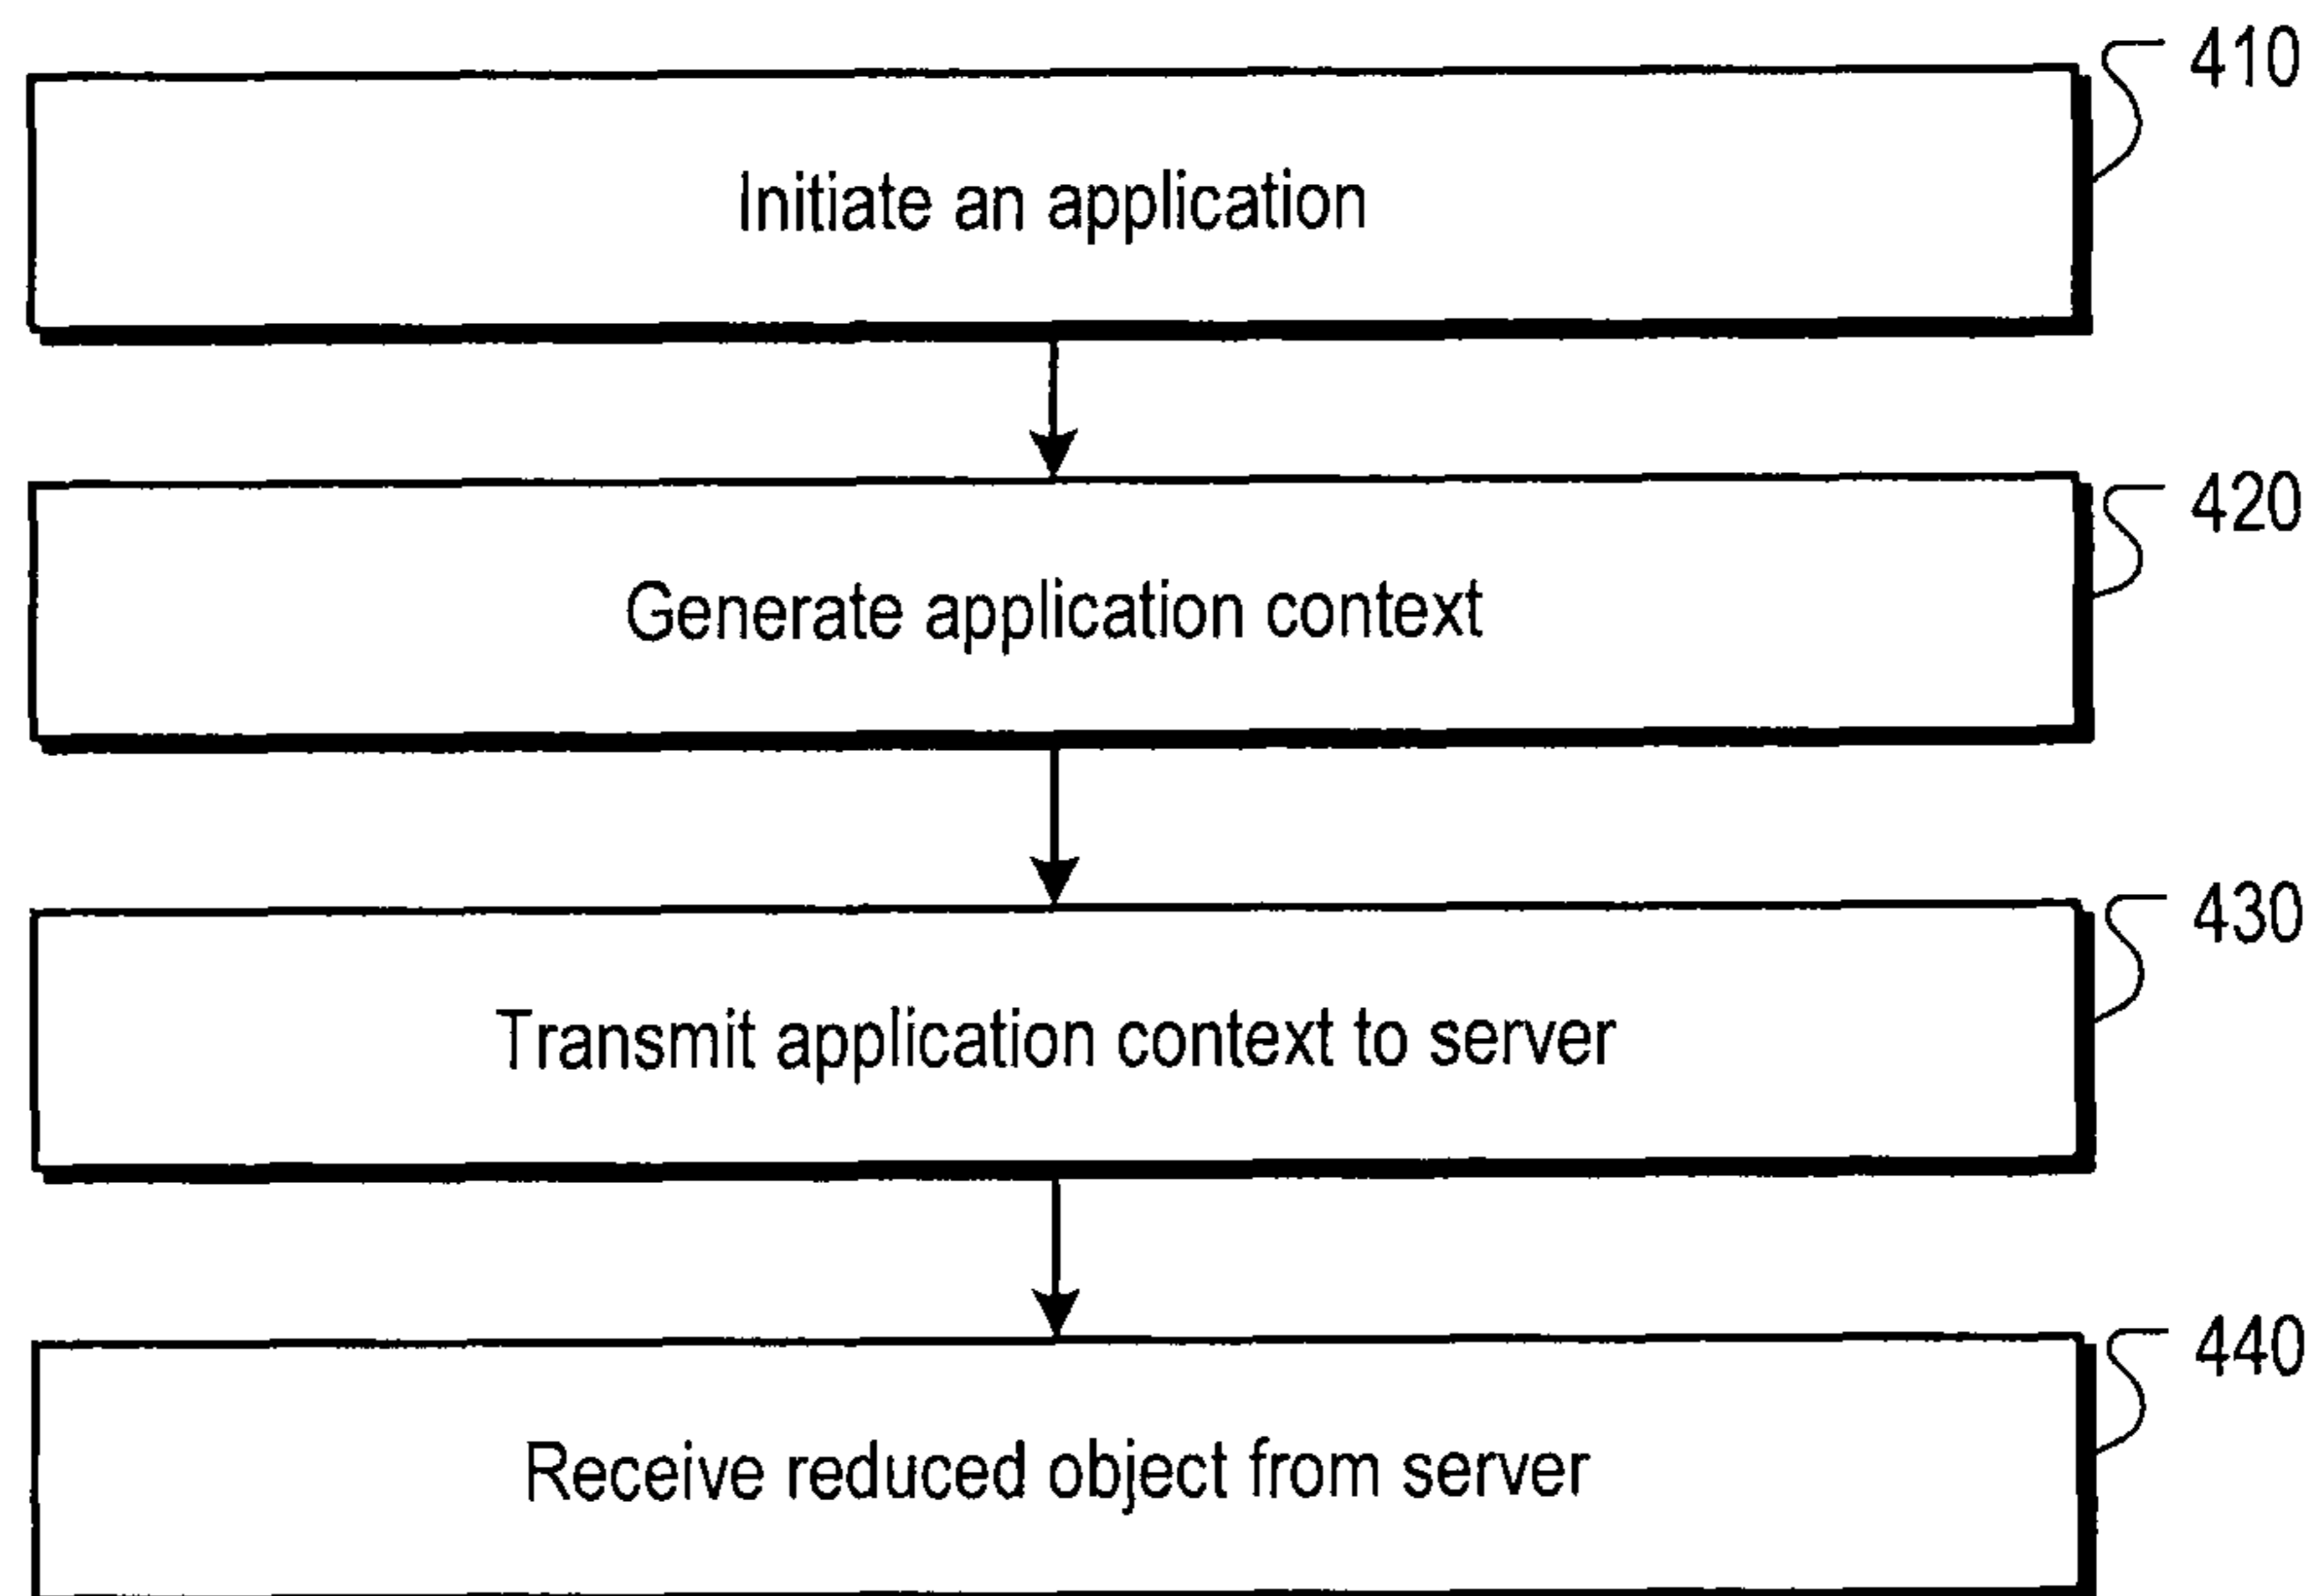 410
Initiate an application
420
Generate application context
430
Transmit application context to server
440
Receive reduced object from server